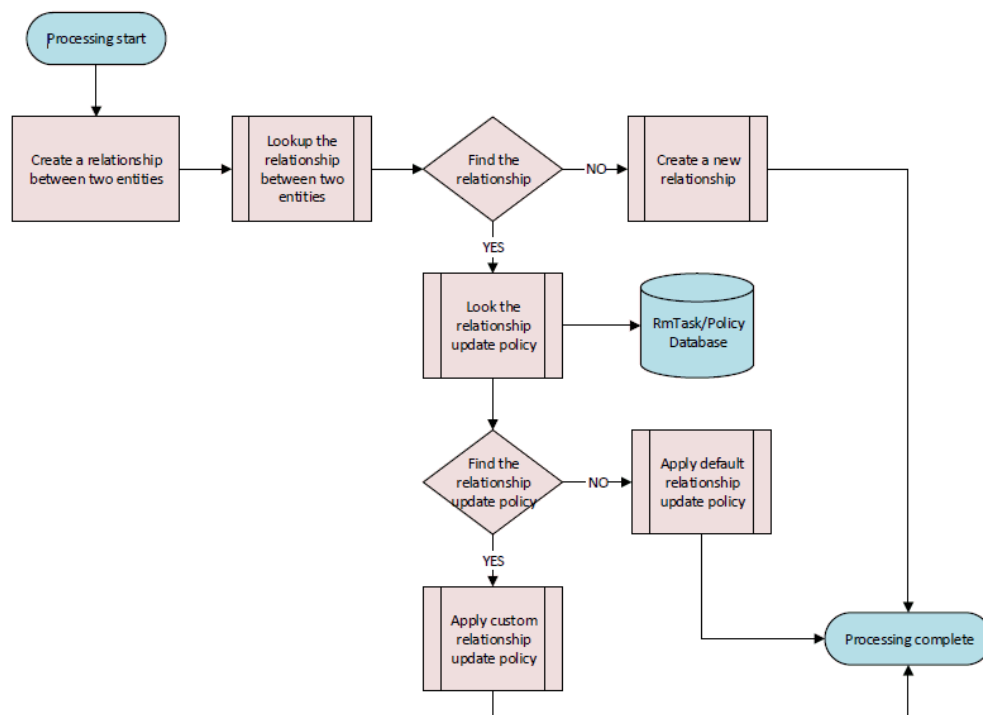 Processing start
Create a relationship
between two entities
Lookup the
relationship
between two
entities
Find the
relationship
NO
Create a new
relationship
YES
Look the
relationship
update policy
RmTask/Policy
Database
Find the
relationship
update policy
NO
Apply default
relationship
update policy
YES
Apply custom
relationship
update policy
Processing complete